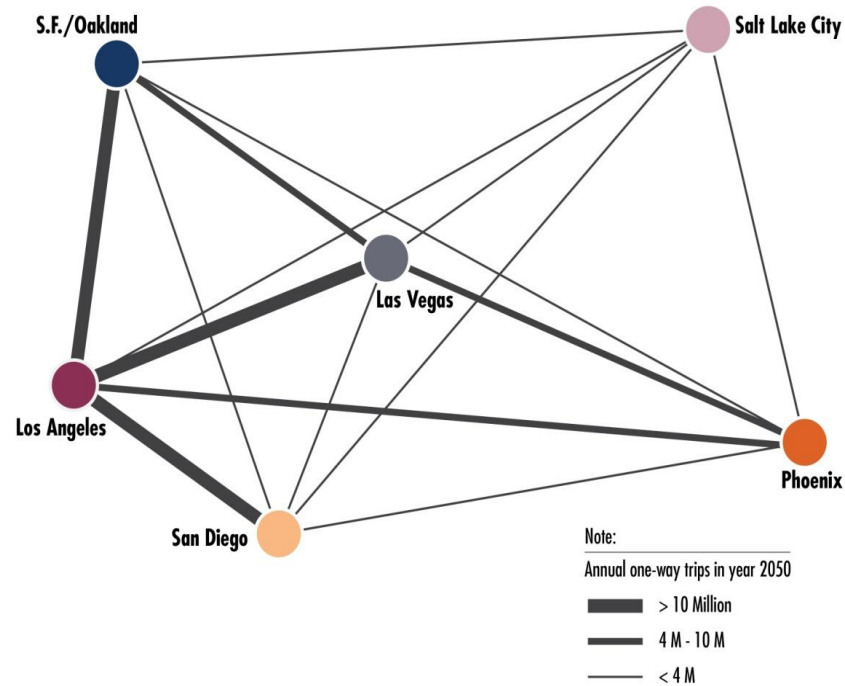 S.F./Oakland
Salt Lake City
Las Vegas
Los Angeles
Phoenix
San Diego
Note:
Annual one-way trips in year 2050
> 10 Million
4 M - 10 M
< 4 M